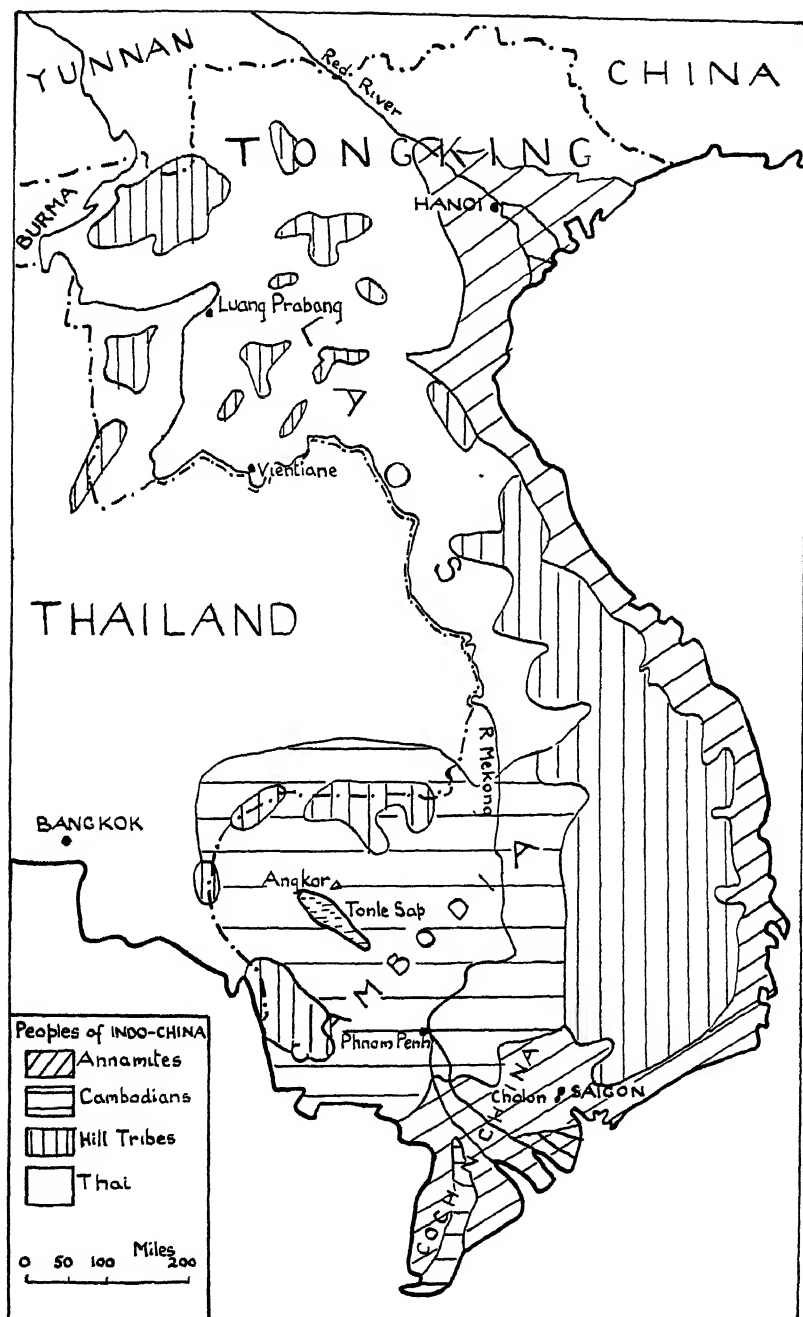 YUNNAN
CHINA
Red. River
TONGKING
BURMA
HANOI
Luang Prabang
LAOS
Vientiane
THAILAND
R Mekong
BANGKOK
Angkor
Tonle Sap
Phnom Penh
Cholon
SAIGON
COCHIN CHINA
Peoples of INDO-CHINA
Annamites
Cambodians
Hill Tribes
Thai
Miles
0 50 100 200